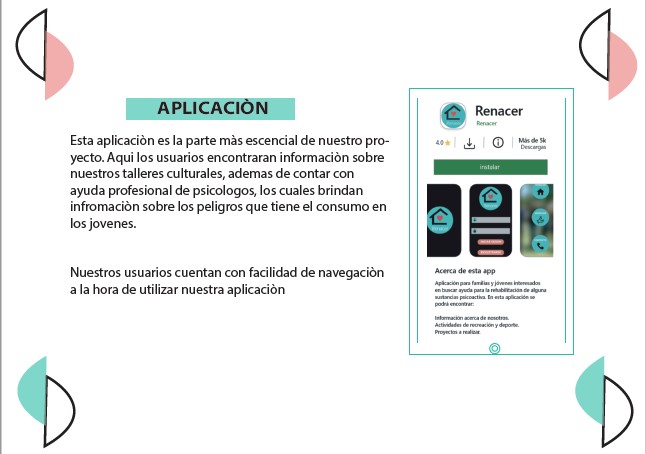 APLICACIÒN
Esta aplicaciòn es la parte màs escencial de nuestro pro-
yecto. Aqui los usuarios encontraran informaciòn sobre
nuestros talleres culturales, ademas de contar con
ayuda profesional de psicologos, los cuales brindan
infromaciòn sobre los peligros que tiene el consumo en
los jovenes.
Nuestros usuarios cuentan con facilidad de navegaciòn
a la hora de utilizar nuestra aplicaciòn
Renacer
Renacer
4.0
Más de 5k
Descargas
instalar
Acerca de esta app
Aplicación para familias y jóvenes interesados
en buscar ayuda para la rehabilitación de alguna
sustancias psicoactiva. En esta aplicación se
podrá encontrar:
Información acerca de nosotros.
Actividades de recreación y deporte.
Proyectos a realizar.